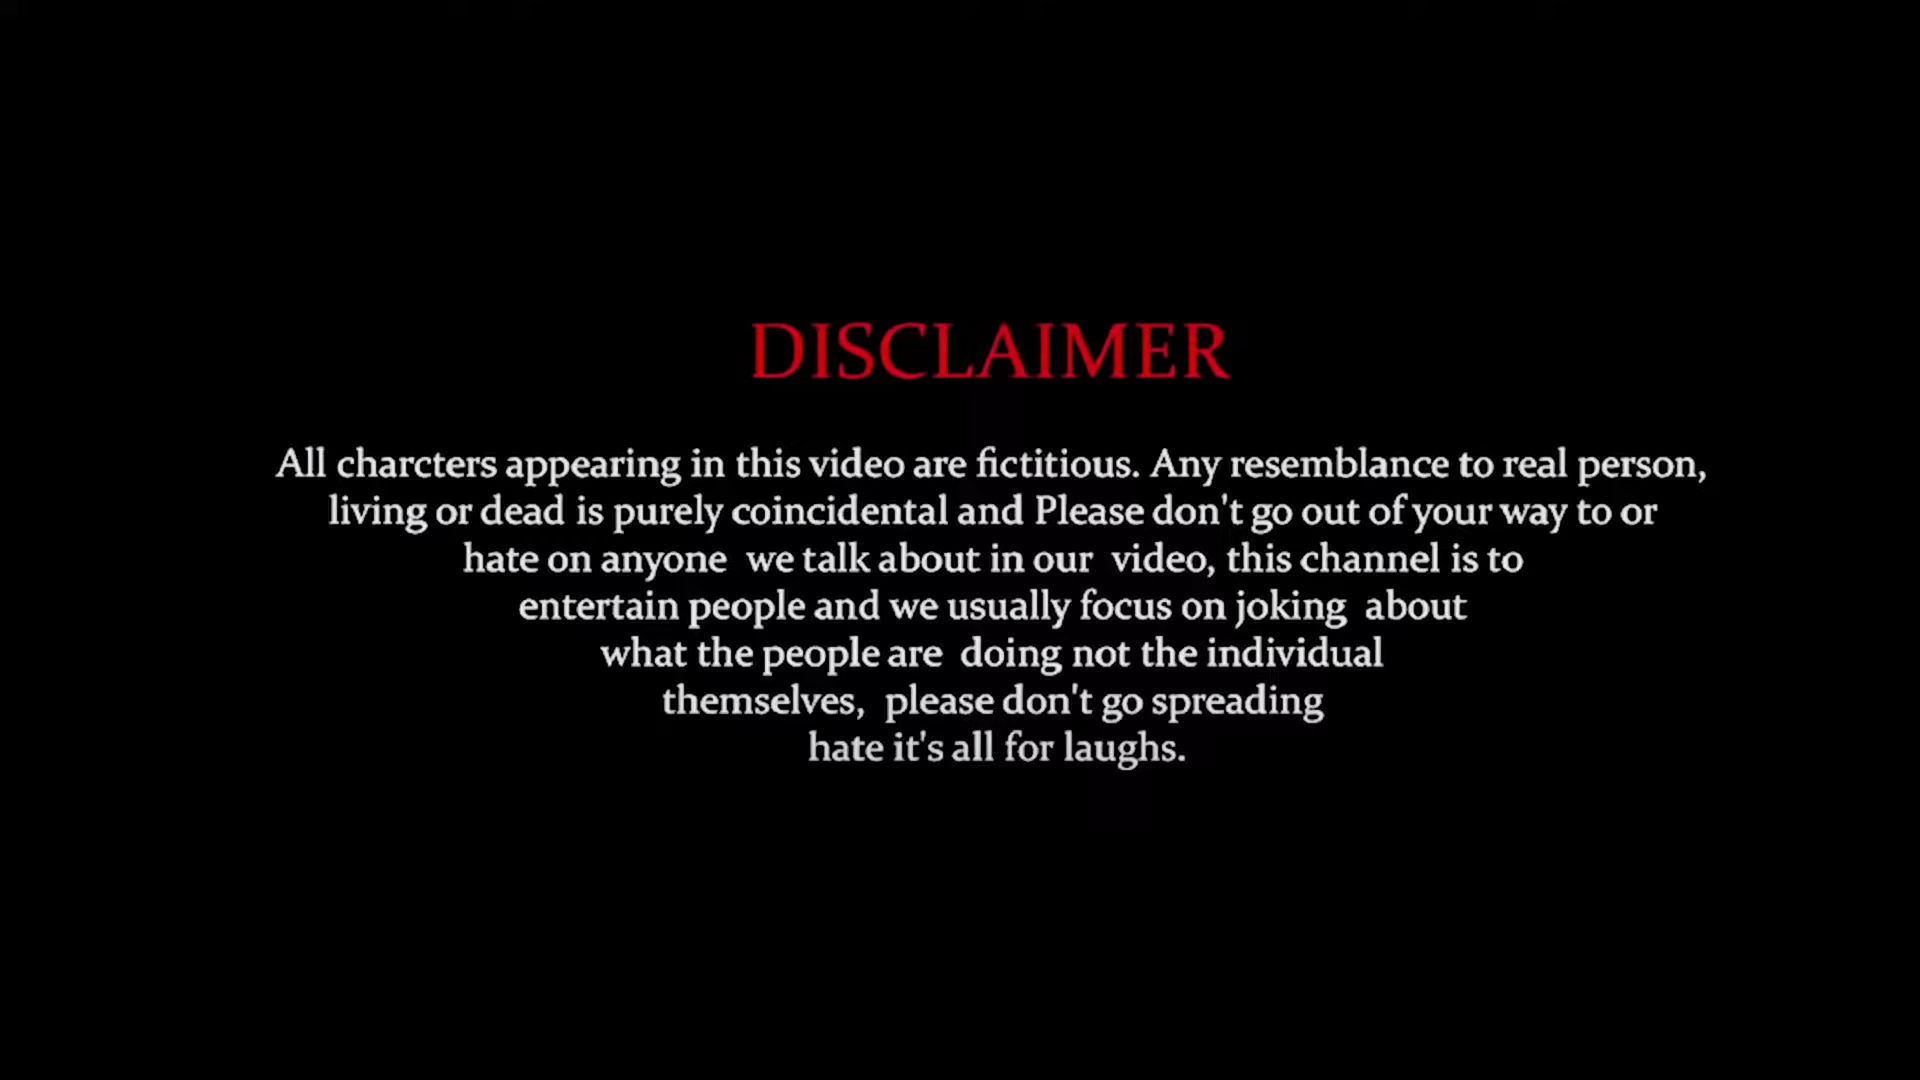 DISCLAIMER
All charcters appearing in this video are fictitious. Any resemblance to real person,
living or dead is purely coincidental and Please don't go out of your way to or
hate on anyone  we talk about in our  video, this channel is to
entertain people and we usually focus on joking  about
what the people are  doing not the individual
themselves,  please don't go spreading
hate it's all for laughs.